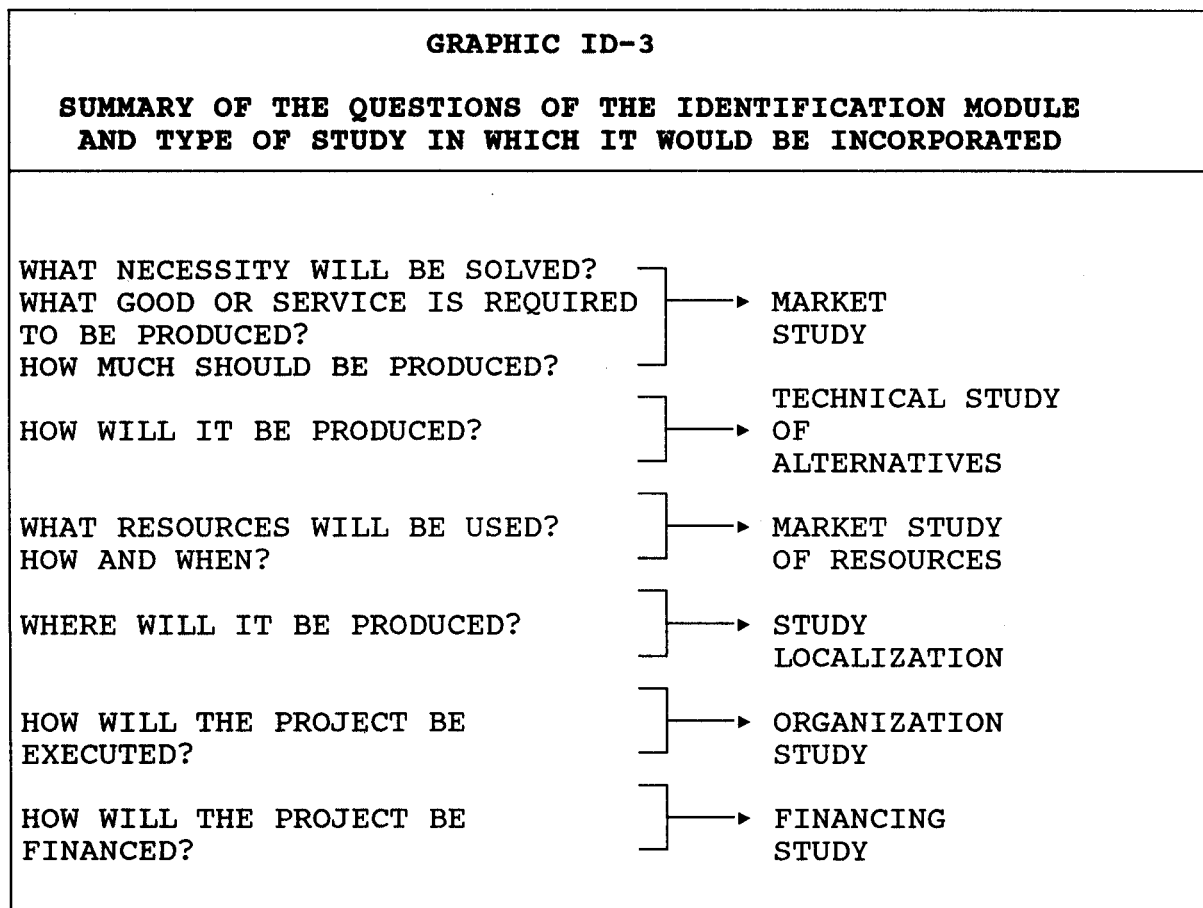 GRAPHIC ID-3
SUMMARY OF THE QUESTIONS OF THE IDENTIFICATION MODULE
AND TYPE OF STUDY IN WHICH IT WOULD BE INCORPORATED
WHAT NECESSITY WILL BE SOLVED?
WHAT GOOD OR SERVICE IS REQUIRED
TO BE PRODUCED?
HOW MUCH SHOULD BE PRODUCED?
MARKET
STUDY
HOW WILL IT BE PRODUCED?
TECHNICAL STUDY
OF
ALTERNATIVES
WHAT RESOURCES WILL BE USED?
HOW AND WHEN?
MARKET STUDY
OF RESOURCES
WHERE WILL IT BE PRODUCED?
STUDY
LOCALIZATION
HOW WILL THE PROJECT BE
EXECUTED?
ORGANIZATION
STUDY
HOW WILL THE PROJECT BE
FINANCED?
FINANCING
STUDY